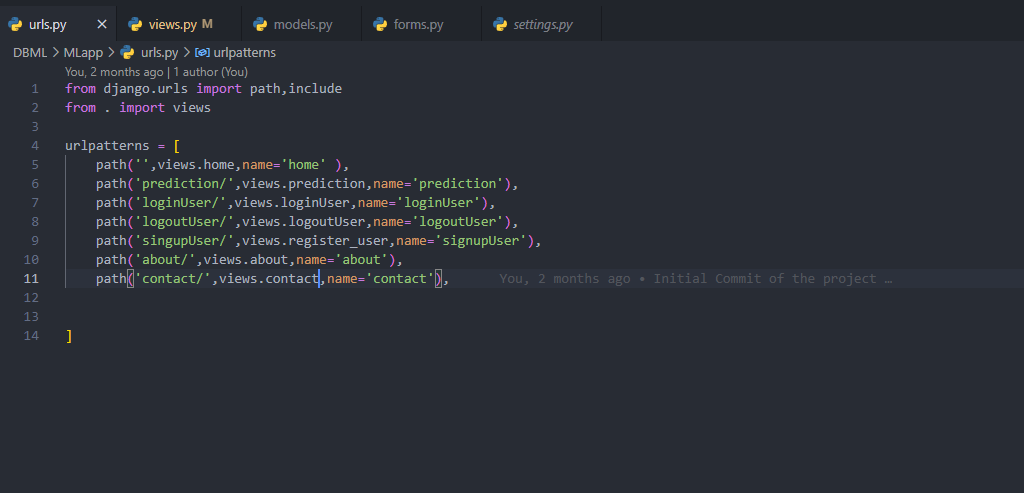 urls.py × views.py M models.py forms.py settings.py
DBML > MLapp > urls.py > urlpatterns
You, 2 months ago | 1 author (You)
1 from django.urls import path,include
2 from . import views
3
4 urlpatterns = [
5 path('',views.home,name='home' ),
6 path('prediction/',views.prediction,name='prediction'),
7 path('loginUser/',views.loginUser,name='loginUser'),
8 path('logoutUser/',views.logoutUser,name='logoutUser'),
9 path('singupUser/',views.register_user,name='signupUser'),
10 path('about/',views.about,name='about'),
11 path('contact/',views.contact,name='contact'), You, 2 months ago • Initial Commit of the project …
12
13
14 ]